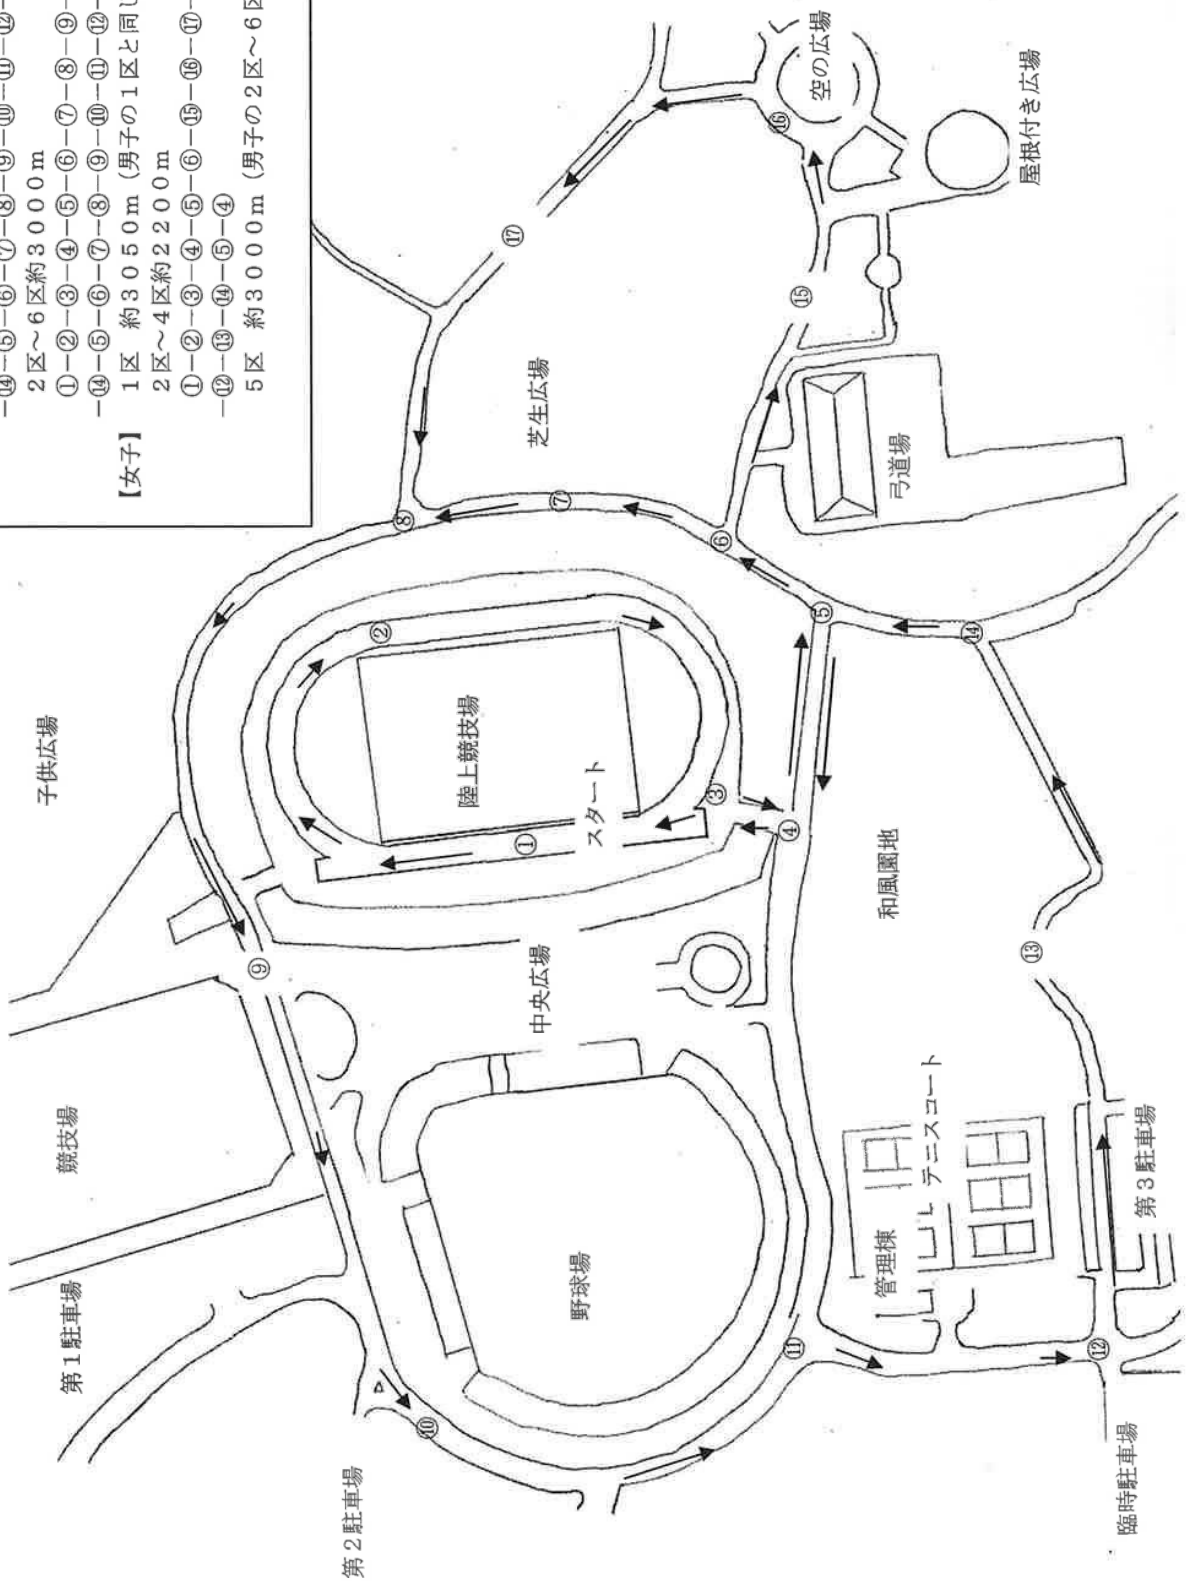 －⑭－⑤－⑥－⑦－⑧－⑨－⑩－⑪－⑫－
2区～6区約3000m
①－②－③－④－⑤－⑥－⑦－⑧－⑨－
－⑭－⑤－⑥－⑦－⑧－⑨－⑩－⑪－⑫－
【女子】 1区 約3050m（男子の1区と同じ
2区～4区約2200m
①－②－③－④－⑤－⑥－⑮－⑯－⑰－
－⑫－⑬－⑭－⑤－④
5区 約3000m（男子の2区～6区
第1駐車場
競技場
子供広場
第2駐車場
野球場
中央広場
陸上競技場
スタート
芝生広場
空の広場
屋根付き広場
弓道場
和風園地
管理棟
テニスコート
第3駐車場
臨時駐車場
①
②
③
④
⑤
⑥
⑦
⑧
⑨
⑩
⑪
⑫
⑬
⑭
⑮
⑯
⑰